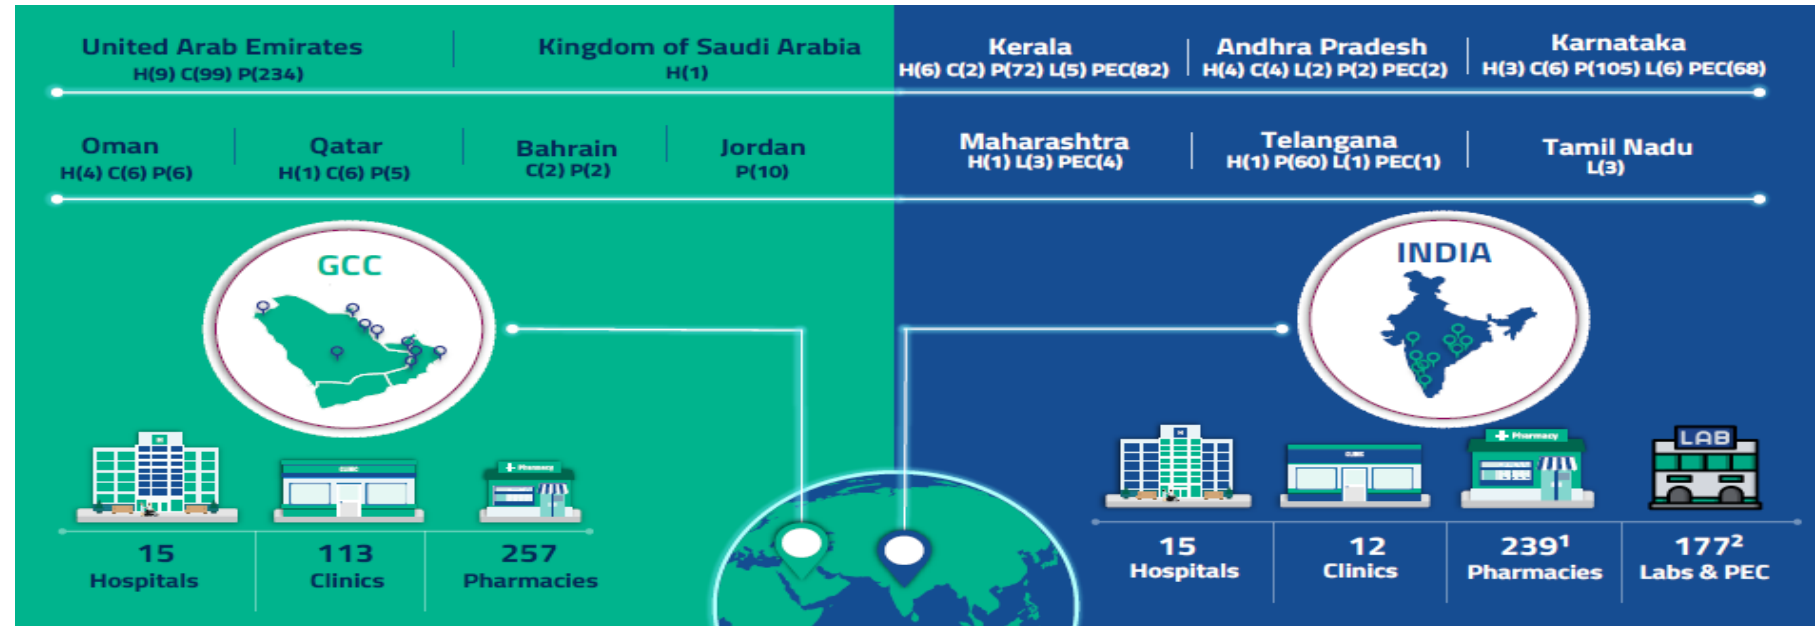 United Arab Emirates
H(9) C(99) P(234)
Kingdom of Saudi Arabia
H(1)
Kerala
H(6) C(2) P(72) L(5) PEC(82)
Andhra Pradesh
H(4) C(4) L(2) P(2) PEC(2)
Karnataka
H(3) C(6) P(105) L(6) PEC(68)
Oman
H(4) C(6) P(6)
Qatar
H(1) C(6) P(5)
Bahrain
C(2) P(2)
Jordan
P(10)
Maharashtra
H(1) L(3) PEC(4)
Telangana
H(1) P(60) L(1) PEC(1)
Tamil Nadu
L(3)
GCC
INDIA
H
CLINIC
Pharmacy
H
CLINIC
Pharmacy
LAB
15
Hospitals
113
Clinics
257
Pharmacies
15
Hospitals
12
Clinics
239¹
Pharmacies
177²
Labs & PEC